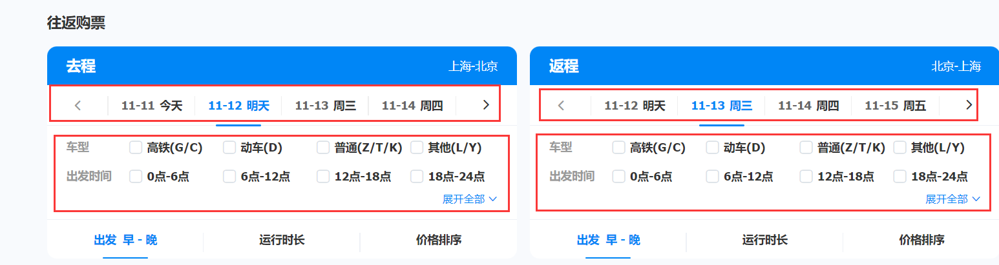 往返购票
去程 上海-北京
11-11 今天 11-12 明天 11-13 周三 11-14 周四
车型 高铁(G/C) 动车(D) 普通(Z/T/K) 其他(L/Y)
出发时间 0点-6点 6点-12点 12点-18点 18点-24点
展开全部
出发 早 - 晚 运行时长 价格排序
返程 北京-上海
11-12 明天 11-13 周三 11-14 周四 11-15 周五
车型 高铁(G/C) 动车(D) 普通(Z/T/K) 其他(L/Y)
出发时间 0点-6点 6点-12点 12点-18点 18点-24点
展开全部
出发 早 - 晚 运行时长 价格排序